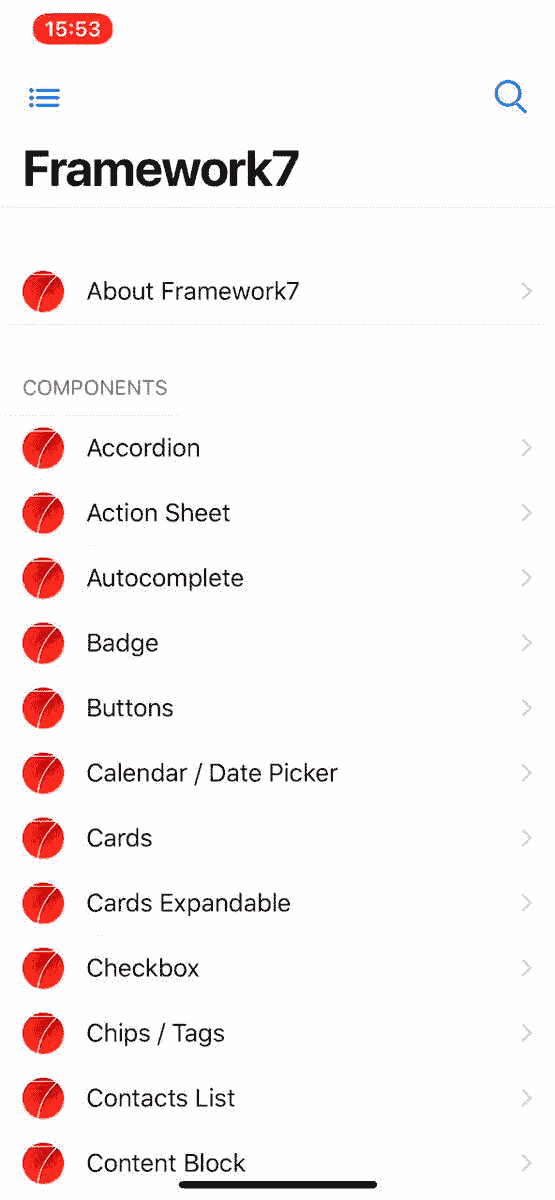 15:53
Framework7
About Framework7
COMPONENTS
Accordion
Action Sheet
Autocomplete
Badge
Buttons
Calendar / Date Picker
Cards
Cards Expandable
Checkbox
Chips / Tags
Contacts List
Content Block